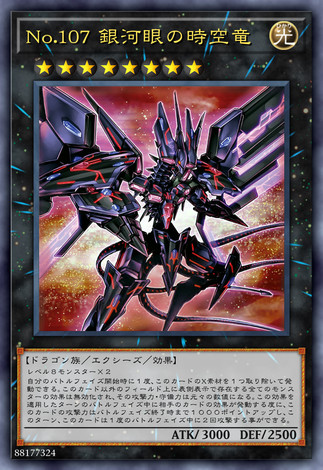 No.107 銀河眼の時空竜
光
【ドラゴン族／エクシーズ／効果】
レベル８モンスター×２
自分のバトルフェイズ開始時に１度、このカードのX素材を１つ取り除いて発
動できる。このカード以外のフィールド上に表側表示で存在する全てのモンス
ターの効果は無効化され、その攻撃力・守備力は元々の数値になる。この効果を
適用したターンのバトルフェイズ中に相手のカードの効果が発動する度に、こ
のカードの攻撃力はバトルフェイズ終了時まで１０００ポイントアップし、こ
のターン、このカードは１度のバトルフェイズ中に２回攻撃する事ができる。
ATK/3000 DEF/2500
88177324